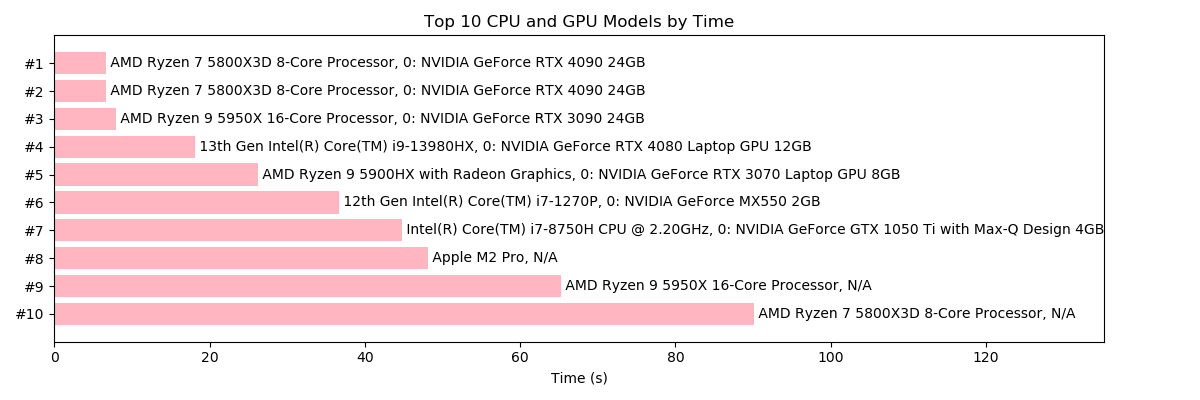 Top 10 CPU and GPU Models by Time
#1 AMD Ryzen 7 5800X3D 8-Core Processor, 0: NVIDIA GeForce RTX 4090 24GB
#2 AMD Ryzen 7 5800X3D 8-Core Processor, 0: NVIDIA GeForce RTX 4090 24GB
#3 AMD Ryzen 9 5950X 16-Core Processor, 0: NVIDIA GeForce RTX 3090 24GB
#4 13th Gen Intel(R) Core(TM) i9-13980HX, 0: NVIDIA GeForce RTX 4080 Laptop GPU 12GB
#5 AMD Ryzen 9 5900HX with Radeon Graphics, 0: NVIDIA GeForce RTX 3070 Laptop GPU 8GB
#6 12th Gen Intel(R) Core(TM) i7-1270P, 0: NVIDIA GeForce MX550 2GB
#7 Intel(R) Core(TM) i7-8750H CPU @ 2.20GHz, 0: NVIDIA GeForce GTX 1050 Ti with Max-Q Design 4GB
#8 Apple M2 Pro, N/A
#9 AMD Ryzen 9 5950X 16-Core Processor, N/A
#10 AMD Ryzen 7 5800X3D 8-Core Processor, N/A
0 20 40 60 80 100 120
Time (s)